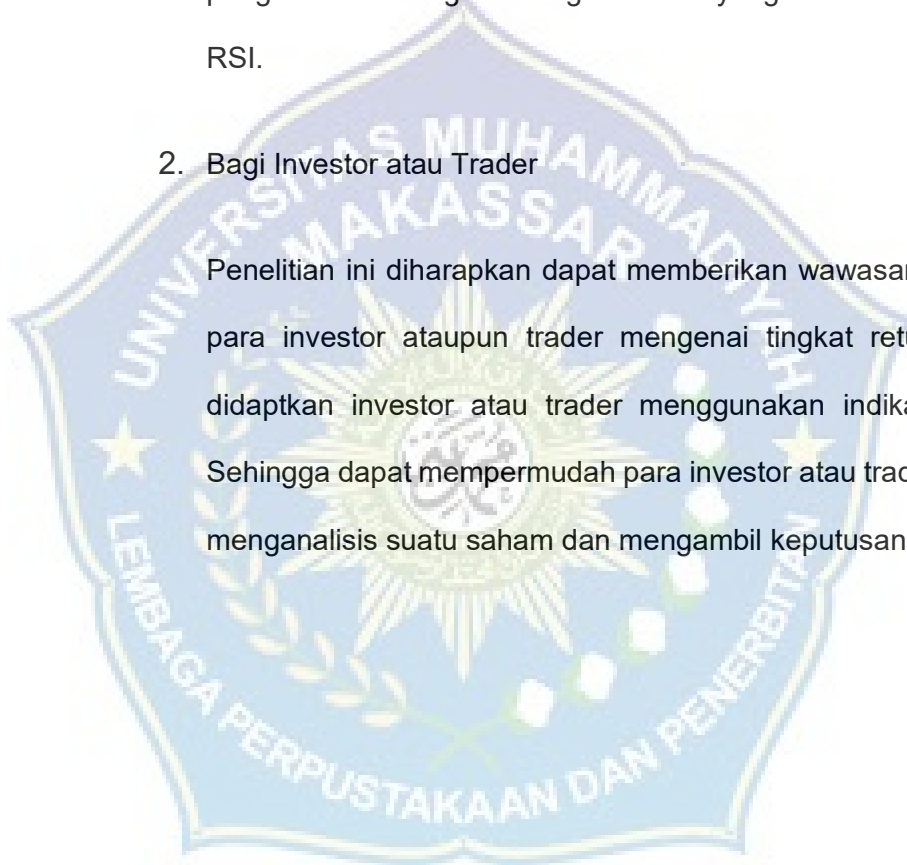 RSI.
2. Bagi Investor atau Trader
Penelitian ini diharapkan dapat memberikan wawasan
para investor ataupun trader mengenai tingkat
didaptkan investor atau trader menggunakan
Sehingga dapat mempermudah para investor atau
menganalisis suatu saham dan mengambil keputusan
UNIVERSITAS MUHAMMADIYAH
MAKASSAR
LEMBAGA PERPUSTAKAAN DAN PENERBITAN